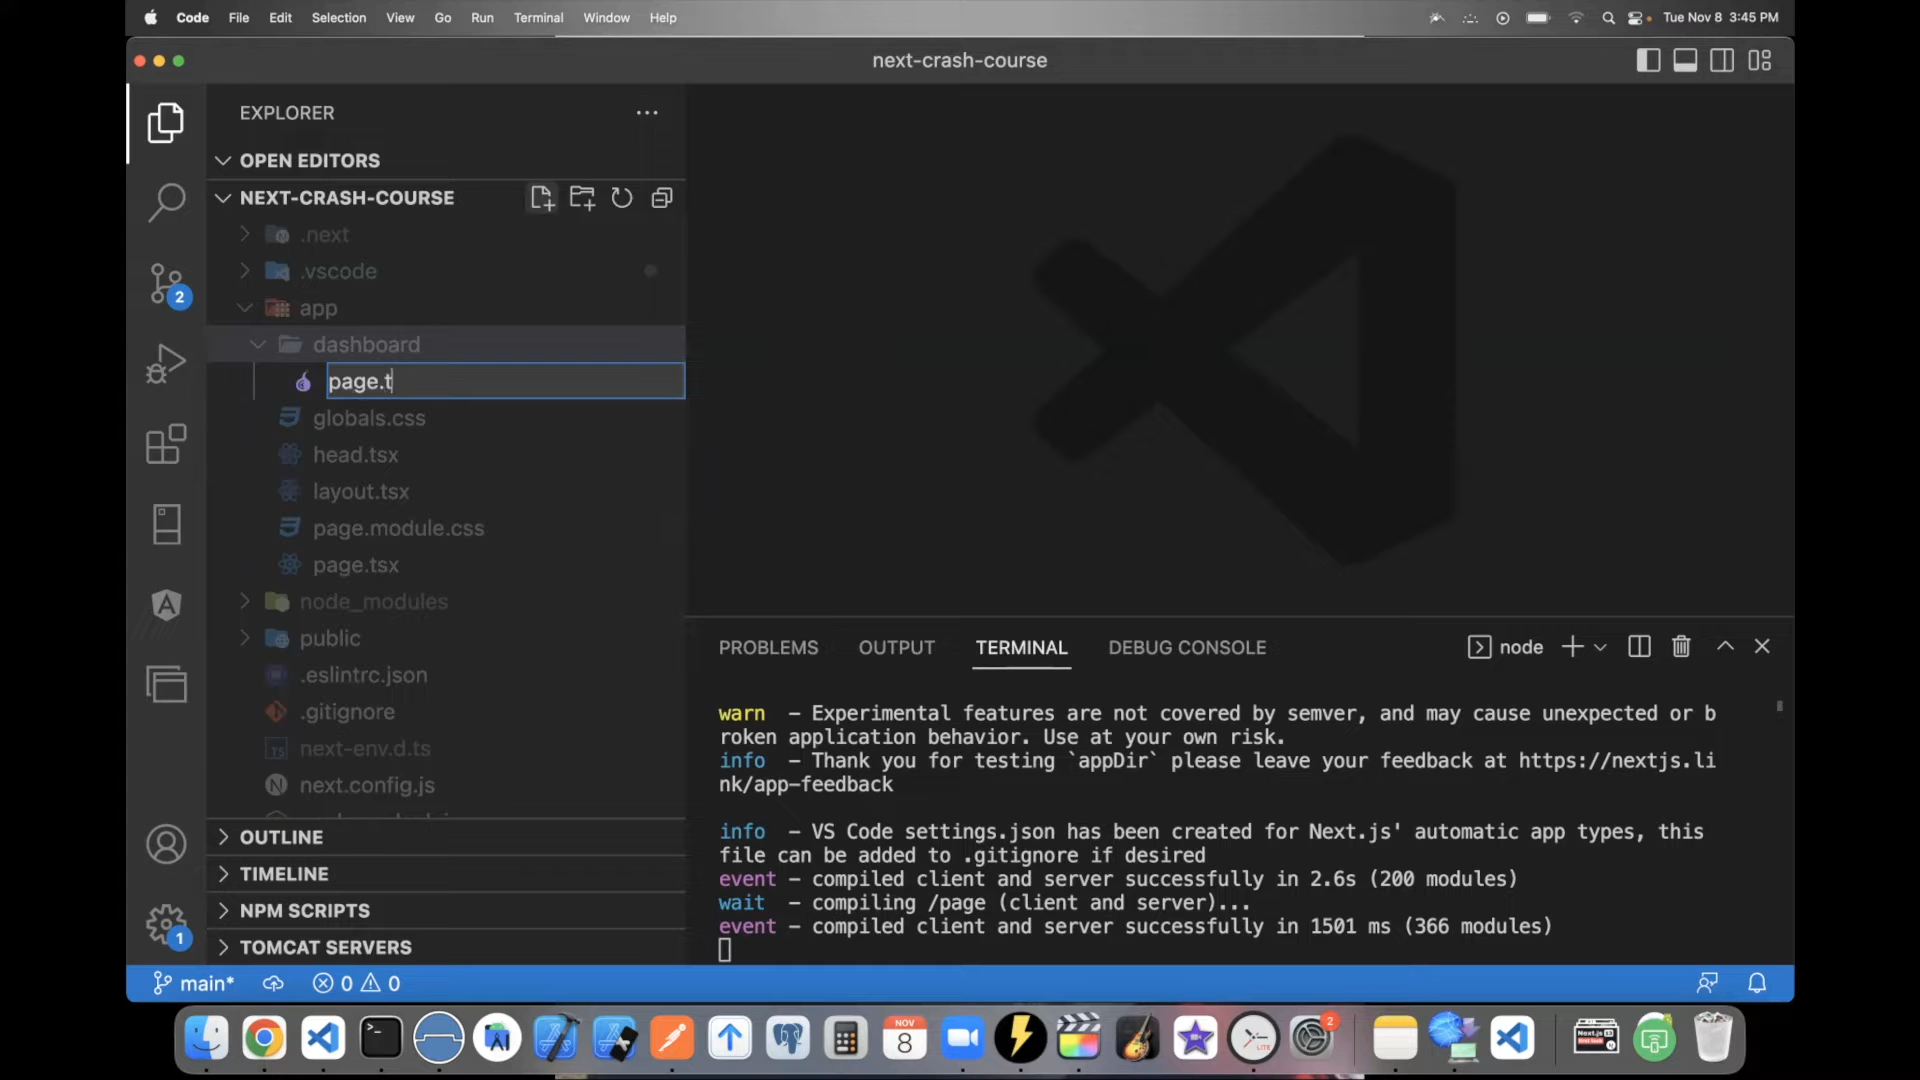 Code File Edit Selection View Go Run Terminal Window Help Tue Nov 8 3:45 PM
next-crash-course
EXPLORER
OPEN EDITORS
NEXT-CRASH-COURSE
.next
.vscode
app
dashboard
page.t
globals.css
head.tsx
layout.tsx
page.module.css
page.tsx
node_modules
public
.eslintrc.json
.gitignore
next-env.d.ts
next.config.js
OUTLINE
TIMELINE
NPM SCRIPTS
TOMCAT SERVERS
2
1
PROBLEMS OUTPUT TERMINAL DEBUG CONSOLE node
warn – Experimental features are not covered by semver, and may cause unexpected or b
roken application behavior. Use at your own risk.
info – Thank you for testing `appDir` please leave your feedback at https://nextjs.li
nk/app-feedback
info – VS Code settings.json has been created for Next.js' automatic app types, this
file can be added to .gitignore if desired
event – compiled client and server successfully in 2.6s (200 modules)
wait – compiling /page (client and server)...
event – compiled client and server successfully in 1501 ms (366 modules)
main* 0 0
NOV
8
2